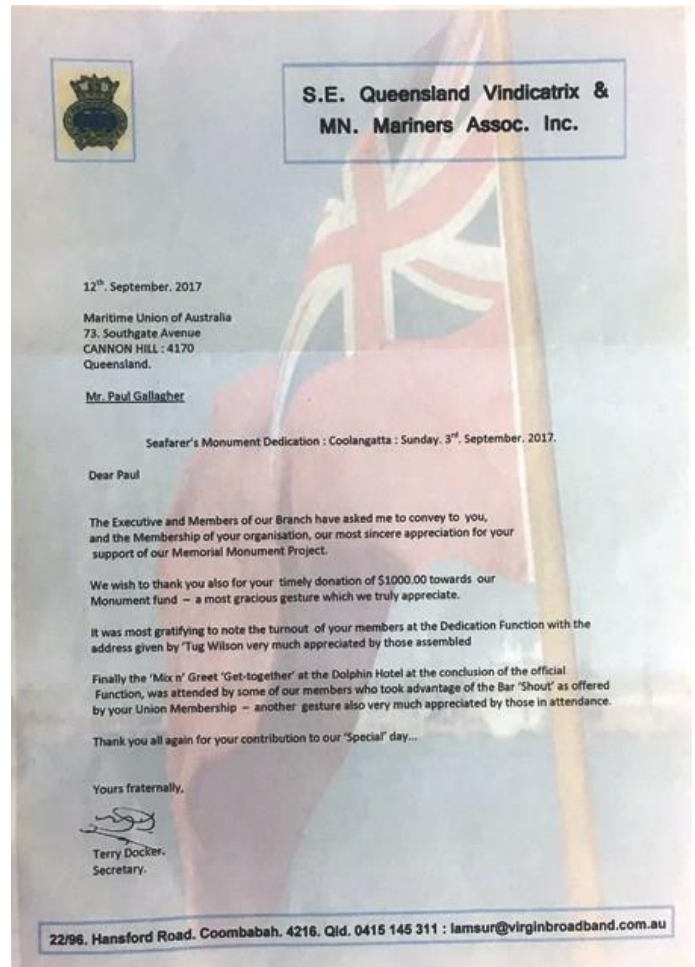 S.E. Queensland Vindicatrix &
MN. Mariners Assoc. Inc.
12th. September. 2017
Maritime Union of Australia
73. Southgate Avenue
CANNON HILL : 4170
Queensland.
Mr. Paul Gallagher
Seafarer's Monument Dedication : Coolangatta : Sunday. 3rd. September. 2017.
Dear Paul
The Executive and Members of our Branch have asked me to convey to you,
and the Membership of your organisation, our most sincere appreciation for your
support of our Memorial Monument Project.
We wish to thank you also for your timely donation of $1000.00 towards our
Monument fund – a most gracious gesture which we truly appreciate.
It was most gratifying to note the turnout of your members at the Dedication Function with the
address given by 'Tug Wilson very much appreciated by those assembled
Finally the 'Mix n' Greet 'Get-together' at the Dolphin Hotel at the conclusion of the official
Function, was attended by some of our members who took advantage of the Bar 'Shout' as offered
by your Union Membership – another gesture also very much appreciated by those in attendance.
Thank you all again for your contribution to our 'Special' day...
Yours fraternally,
Terry Docker.
Secretary.
22/96. Hansford Road. Coombabah. 4216. Qld. 0415 145 311 : lamsur@virginbroadband.com.au